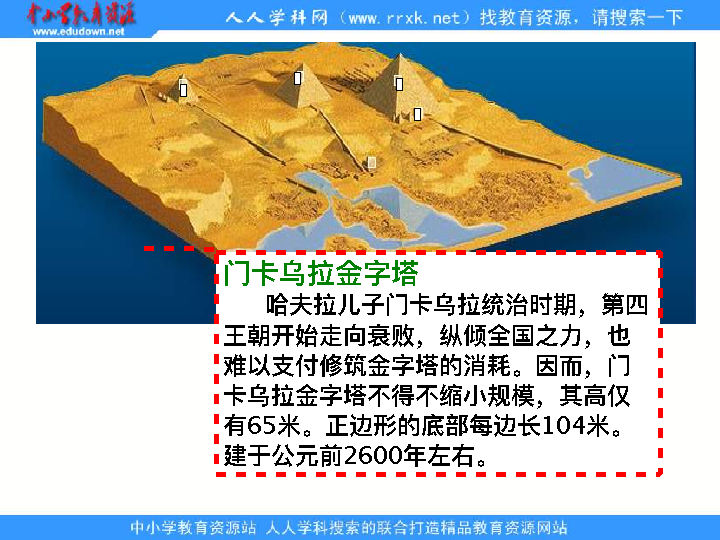 中小学教育资源
www.edudown.net
人人学科网（www.rrxk.net）找教育资源，请搜索一下
门卡乌拉金字塔
哈夫拉儿子门卡乌拉统治时期，第四
王朝开始走向衰败，纵倾全国之力，也
难以支付修筑金字塔的消耗。因而，门
卡乌拉金字塔不得不缩小规模，其高仅
有65米。正边形的底部每边长104米。
建于公元前2600年左右。
中小学教育资源站 人人学科搜索的联合打造精品教育资源网站